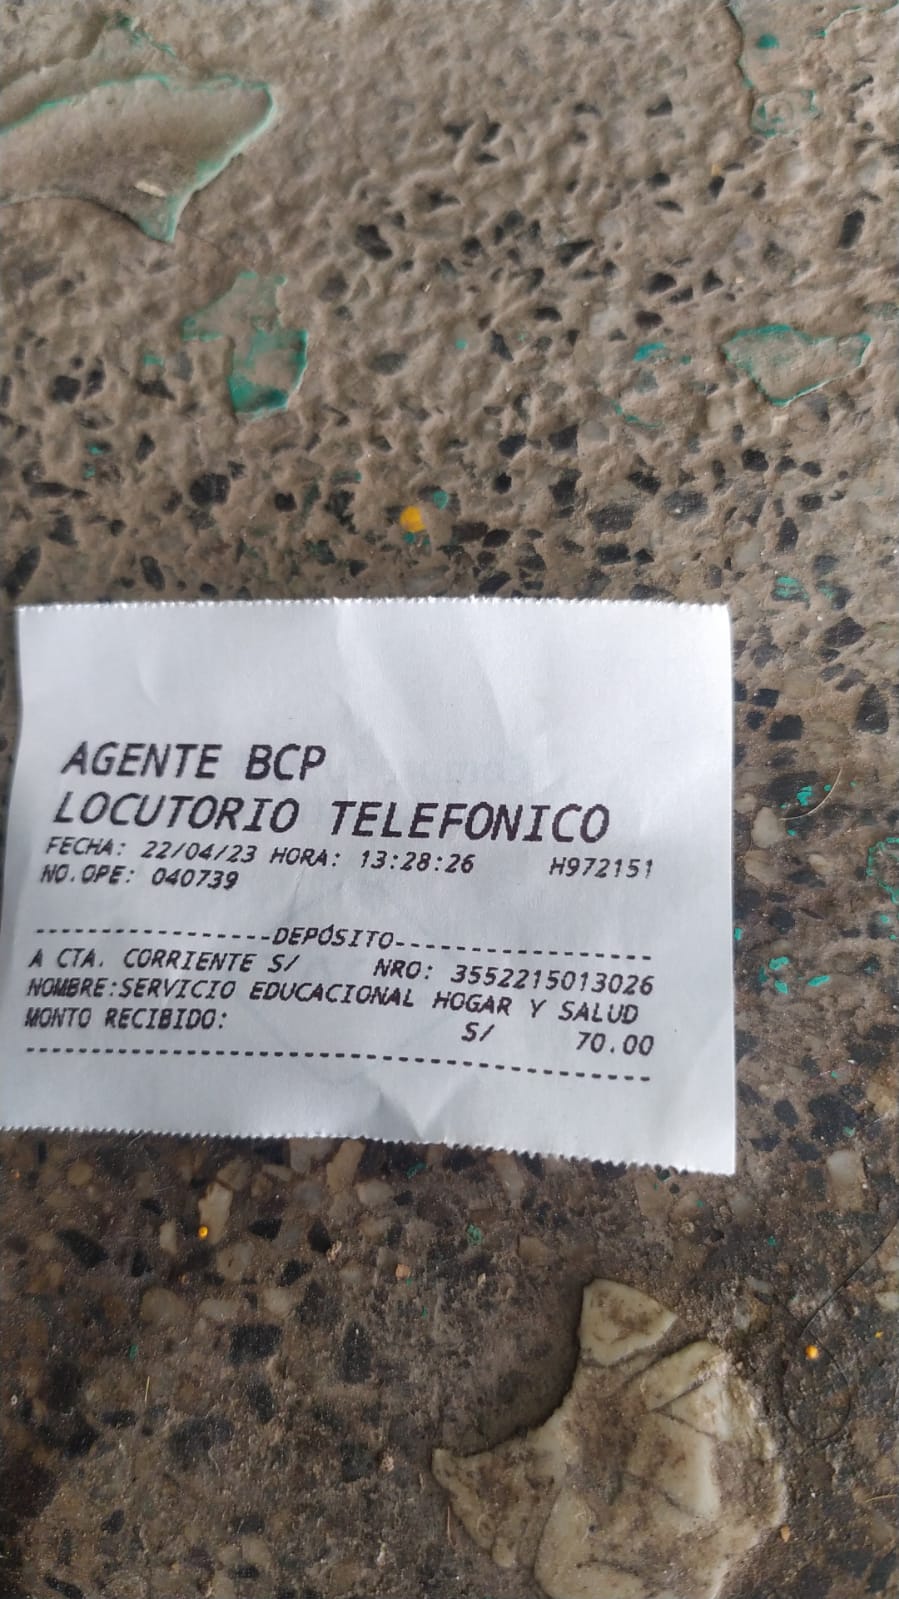 AGENTE BCP
LOCUTORIO TELEFONICO
FECHA: 22/04/23 HORA: 13:28:26 H972151
NO.OPE: 040739
-----------------DEPÓSITO-----------------
A CTA. CORRIENTE S/ NRO: 3552215013026
NOMBRE:SERVICIO EDUCACIONAL HOGAR Y SALUD
MONTO RECIBIDO: S/ 70.00
------------------------------------------